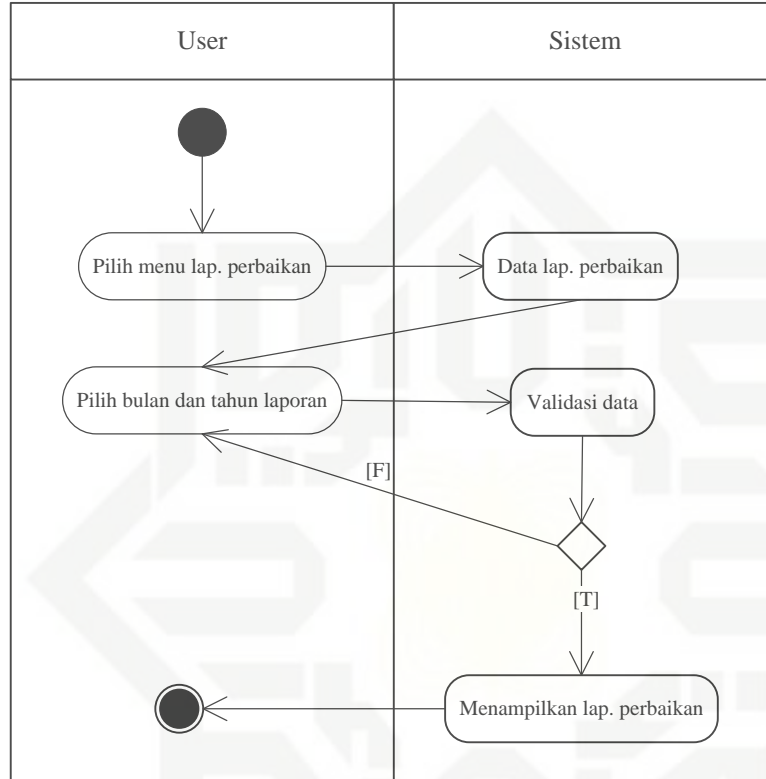 User
Sistem
Pilih menu lap. perbaikan
Data lap. perbaikan
Pilih bulan dan tahun laporan
Validasi data
[F]
[T]
Menampilkan lap. perbaikan